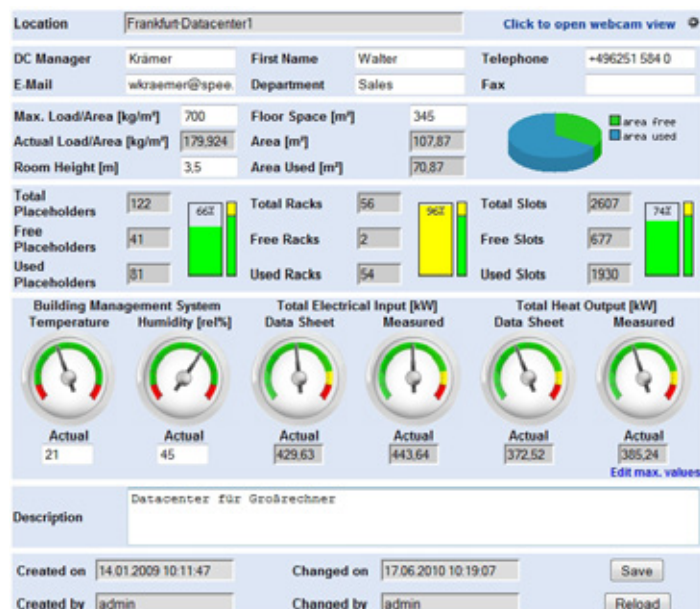 Location Frankfurt-Datacenter1 Click to open webcam view
DC Manager Krämer First Name Walter Telephone +496251 584 0
E-Mail wkraemer@spee. Department Sales Fax
Max. Load/Area [kg/m²] 700 Floor Space [m²] 345
area free
Actual Load/Area [kg/m²] 179,924 Area [m²] 107,87
area used
Room Height [m] 3,5 Area Used [m²] 70,87
Total Placeholders 122 66% Total Racks 56 96% Total Slots 2607 74%
Free Placeholders 41 Free Racks 2 Free Slots 677
Used Placeholders 81 Used Racks 54 Used Slots 1930
Building Management System Total Electrical Input [kW] Total Heat Output [kW]
Temperature Humidity [rel%] Data Sheet Measured Data Sheet Measured
Actual Actual Actual Actual Actual Actual
21 45 429,63 443,64 372,52 385,24
Edit max. values
Description Datacenter für Großrechner
Created on 14.01.2009 10:11:47 Changed on 17.06.2010 10:19:07 Save
Created by admin Changed by admin Reload